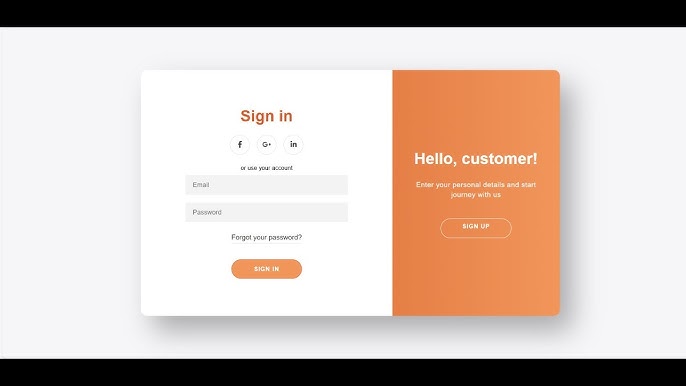 Sign in
f G+ in
or use your account
Email
Password
Forgot your password?
SIGN IN
Hello, customer!
Enter your personal details and start
journey with us
SIGN UP